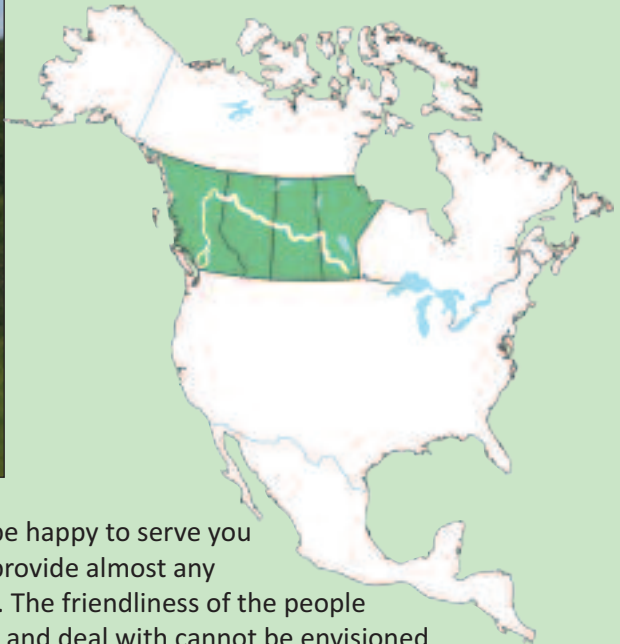 be happy to serve you
provide almost any
. The friendliness of the people
and deal with cannot be envisioned